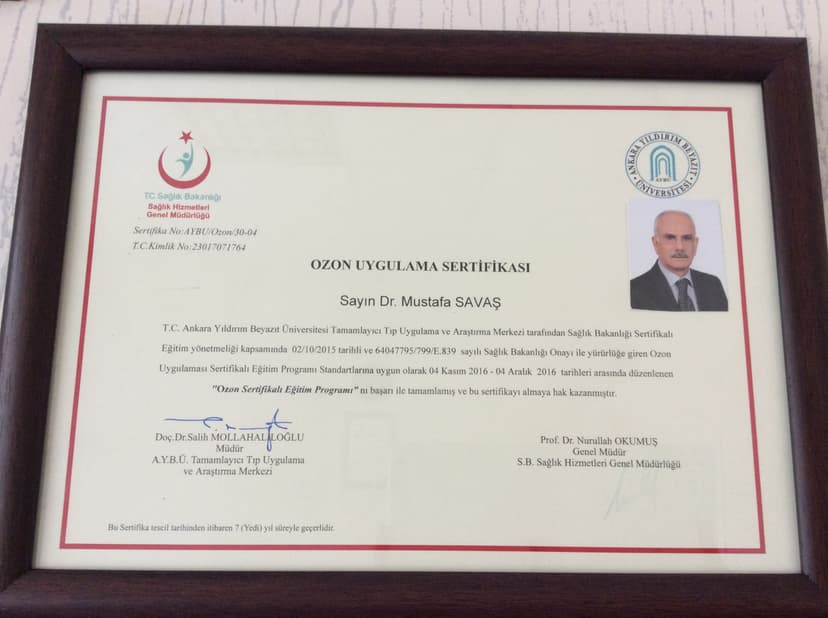 T.C. Sağlık Bakanlığı
Sağlık Hizmetleri
Genel Müdürlüğü
ANKARA YILDIRIM BEYAZIT
AYBÜ
ÜNİVERSİTESİ
Sertifika No:AYBU/Ozon/30-04
T.C.Kimlik No:23017071764
OZON UYGULAMA SERTİFİKASI
Sayın Dr. Mustafa SAVAŞ
T.C. Ankara Yıldırım Beyazıt Üniversitesi Tamamlayıcı Tıp Uygulama ve Araştırma Merkezi tarafından Sağlık Bakanlığı Sertifikalı
Eğitim yönetmeliği kapsamında 02/10/2015 tarihli ve 64047795/799/E.839 sayılı Sağlık Bakanlığı Onayı ile yürürlüğe giren Ozon
Uygulaması Sertifikalı Eğitim Programı Standartlarına uygun olarak 04 Kasım 2016 - 04 Aralık 2016 tarihleri arasında düzenlenen
"Ozon Sertifikalı Eğitim Programı" nı başarı ile tamamlamış ve bu sertifikayı almaya hak kazanmıştır.
Doç.Dr.Salih MOLLAHALİLOĞLU
Müdür
A.Y.B.Ü. Tamamlayıcı Tıp Uygulama
ve Araştırma Merkezi
Prof. Dr. Nurullah OKUMUŞ
Genel Müdür
S.B. Sağlık Hizmetleri Genel Müdürlüğü
Bu Sertifika tescil tarihinden itibaren 7 (Yedi) yıl süreyle geçerlidir.